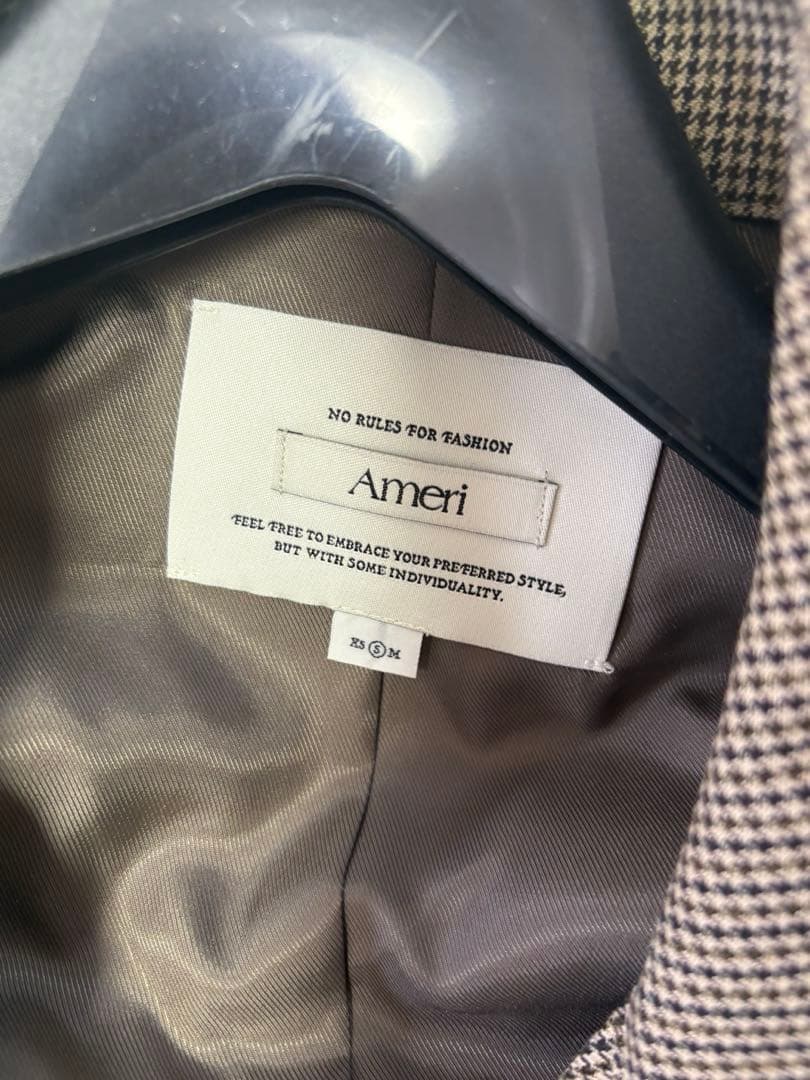 NO RULES FOR FASHION
Ameri
FEEL FREE TO EMBRACE YOUR PREFERRED STYLE,
BUT WITH SOME INDIVIDUALITY.
XS S M